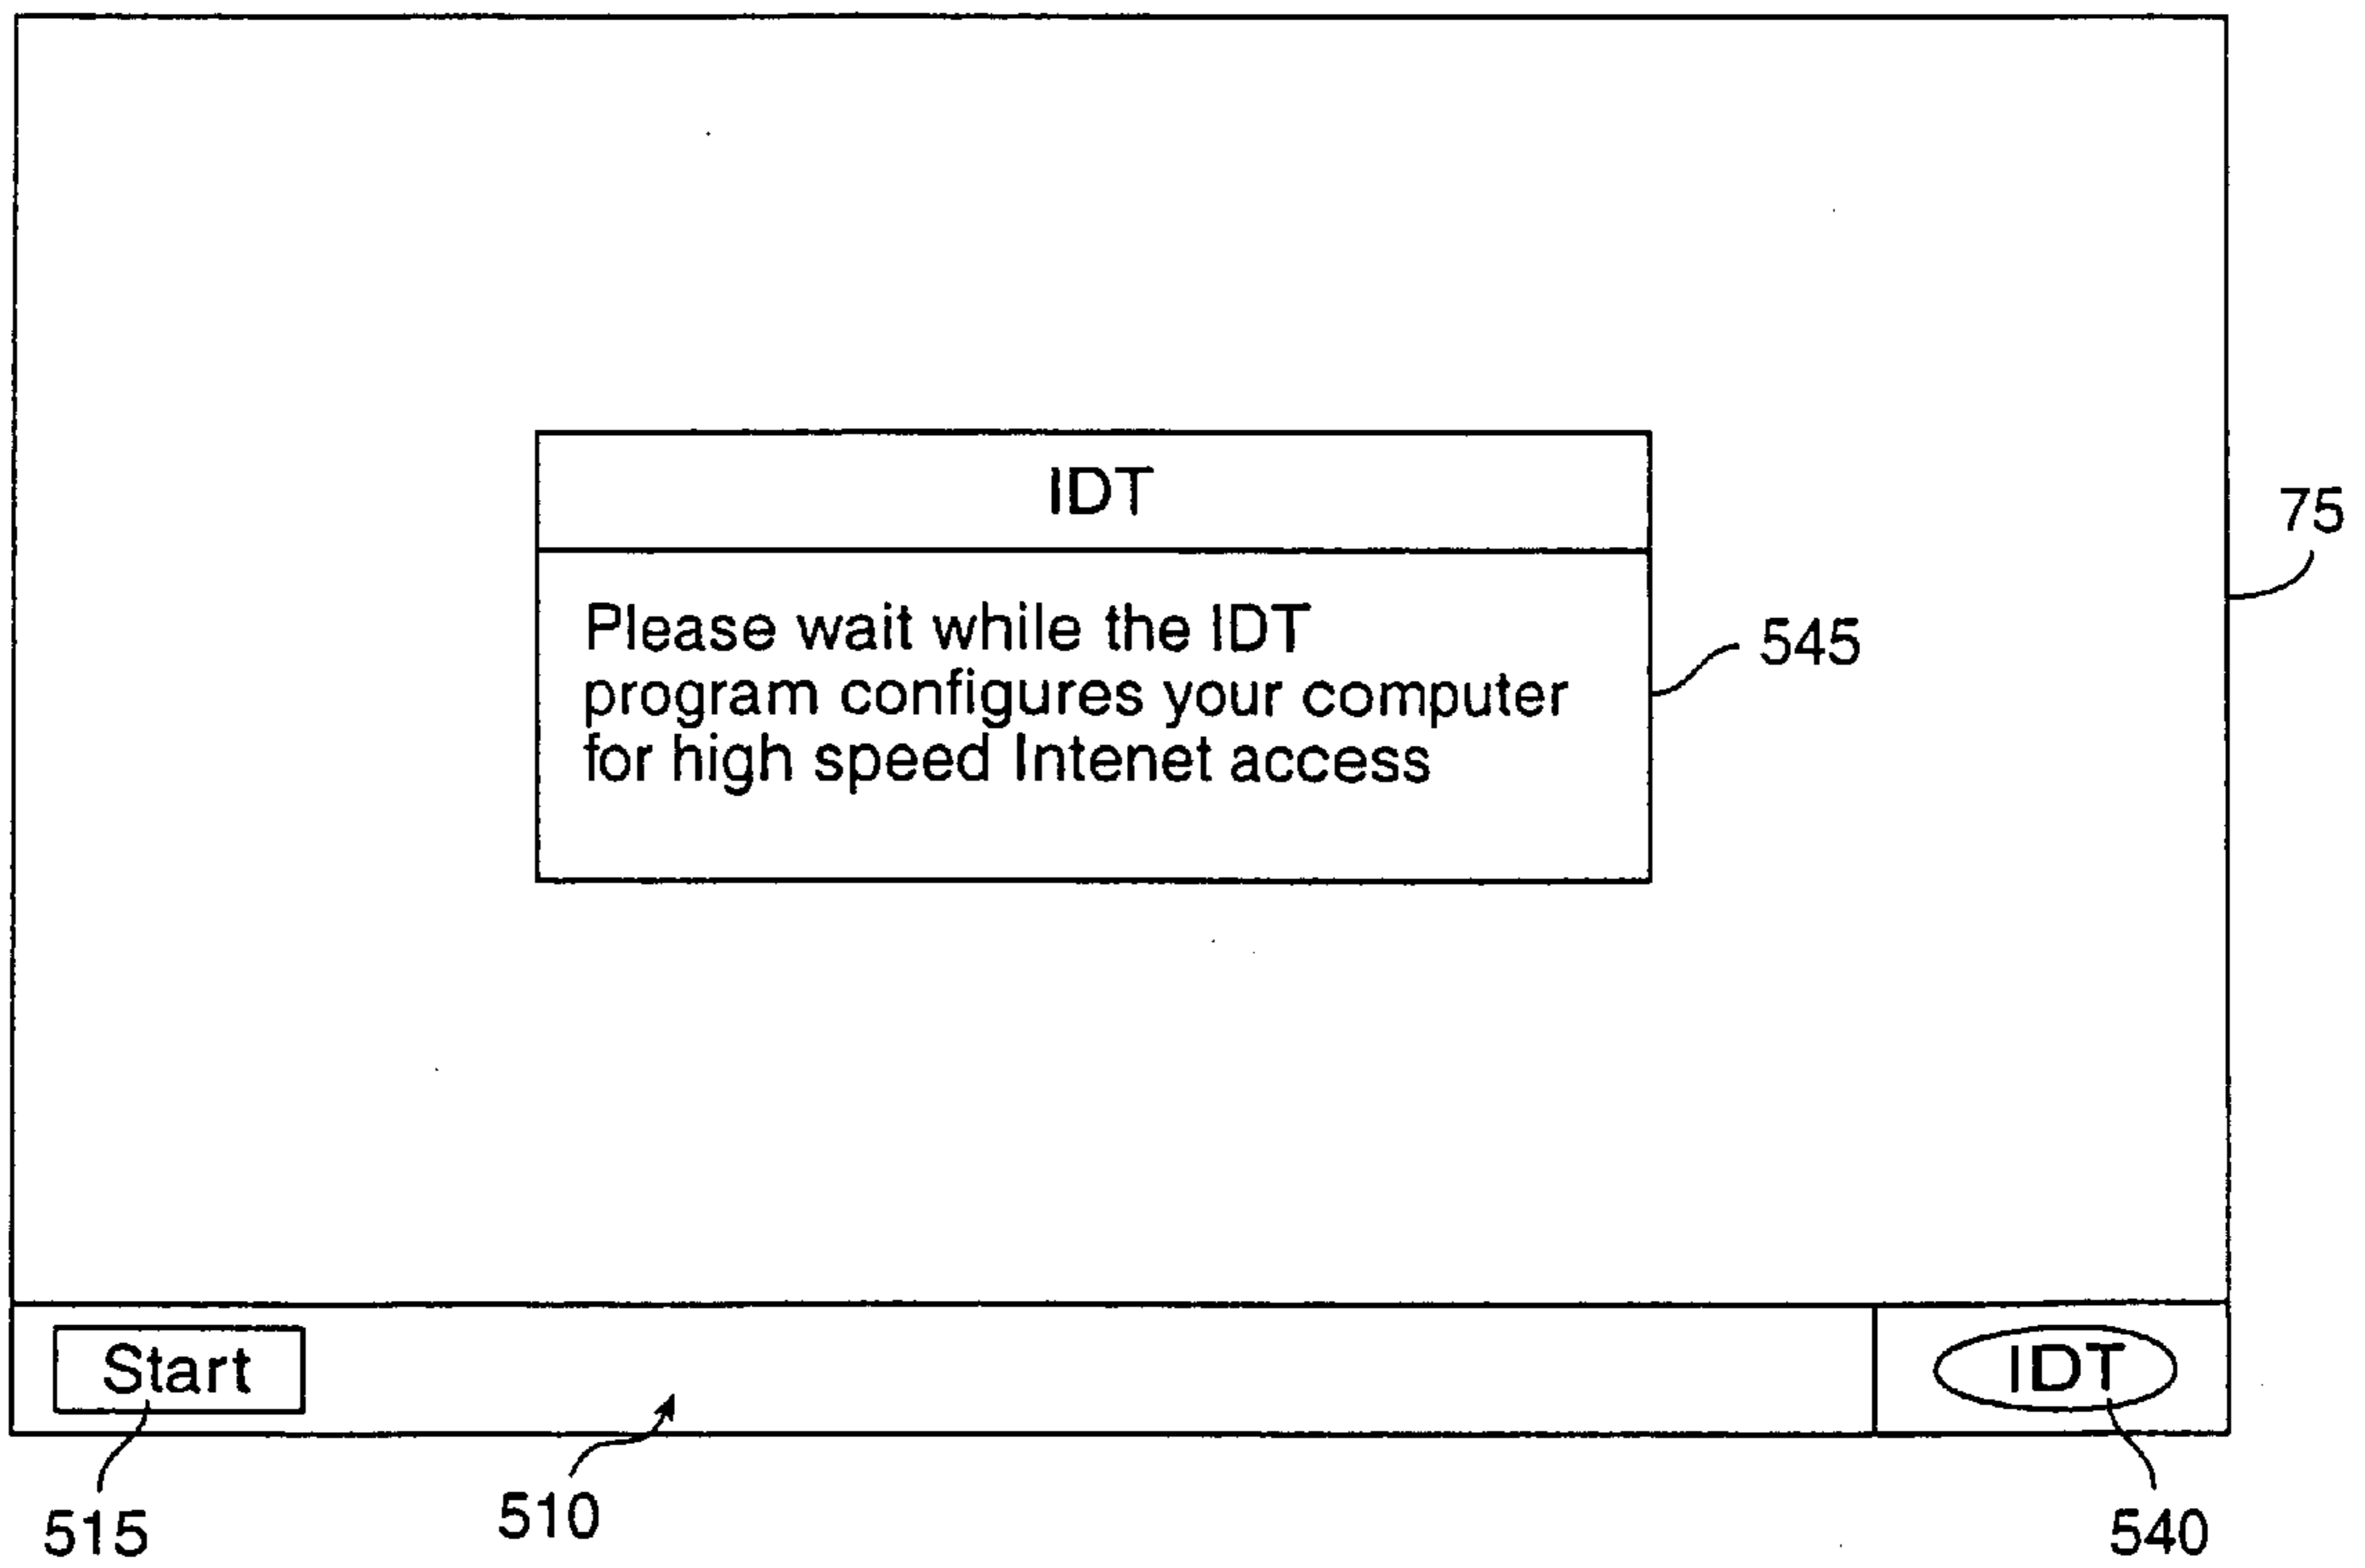 IDT
75
Please wait while the IDT
545
program configures your computer
for high speed Intenet access
Start
IDT
515
510
540